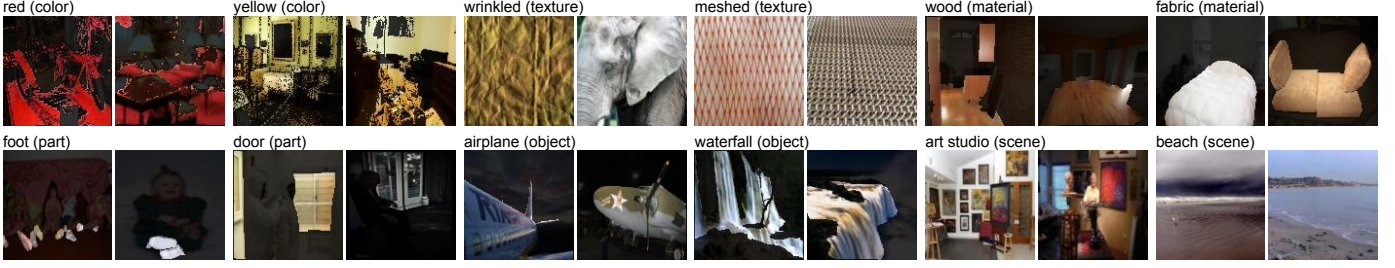 red (color)
yellow (color)
wrinkled (texture)
meshed (texture)
wood (material)
fabric (material)
foot (part)
door (part)
airplane (object)
waterfall (object)
art studio (scene)
beach (scene)